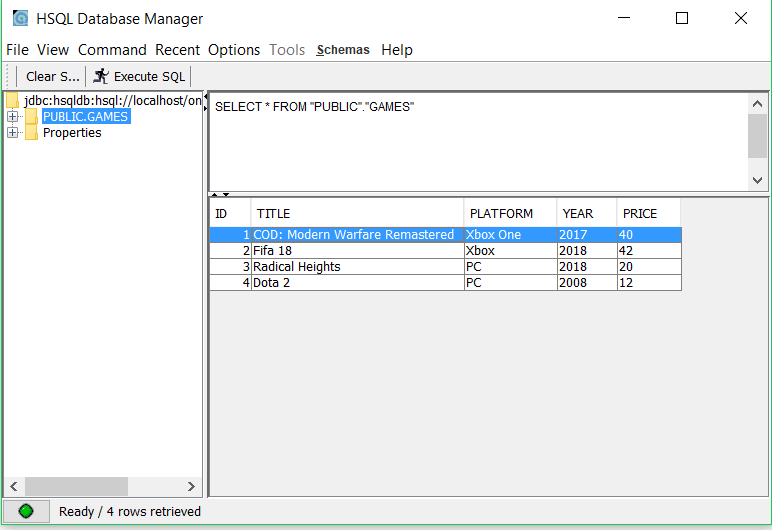 HSQL Database Manager
File View Command Recent Options Tools Schemas Help
Clear S... Execute SQL
jdbc:hsqldb:hsql://localhost/on
PUBLIC.GAMES
Properties
SELECT * FROM "PUBLIC"."GAMES"
ID TITLE PLATFORM YEAR PRICE
1 COD: Modern Warfare Remastered Xbox One 2017 40
2 Fifa 18 Xbox 2018 42
3 Radical Heights PC 2018 20
4 Dota 2 PC 2008 12
Ready / 4 rows retrieved